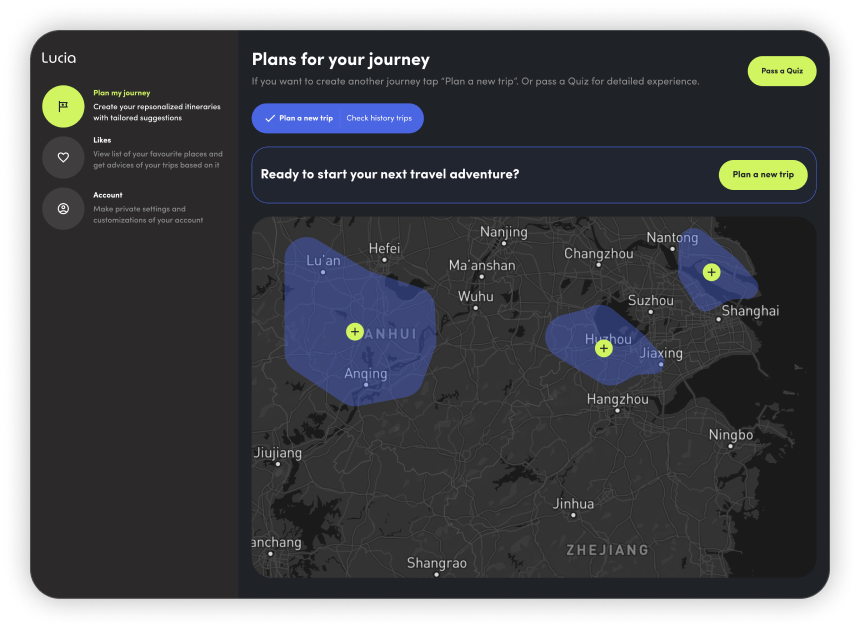 Lucia
Plan my journey
Create your repsonalized itineraries
with tailored suggestions
Likes
View list of your favourite places and
get advices of your trips based on it
Account
Make private settings and
customizations of your account
Plans for your journey
If you want to create another journey tap “Plan a new trip”. Or pass a Quiz for detailed experience.
Pass a Quiz
Plan a new trip
Check history trips
Ready to start your next travel adventure?
Plan a new trip
Nanjing
Nantong
Hefei
Changzhou
Lu'an
Ma'anshan
Wuhu
Suzhou
Shanghai
ANHUI
Huzhou
Jiaxing
Anqing
Hangzhou
Ningbo
Jiujiang
Jinhua
anchang
ZHEJIANG
Shangrao